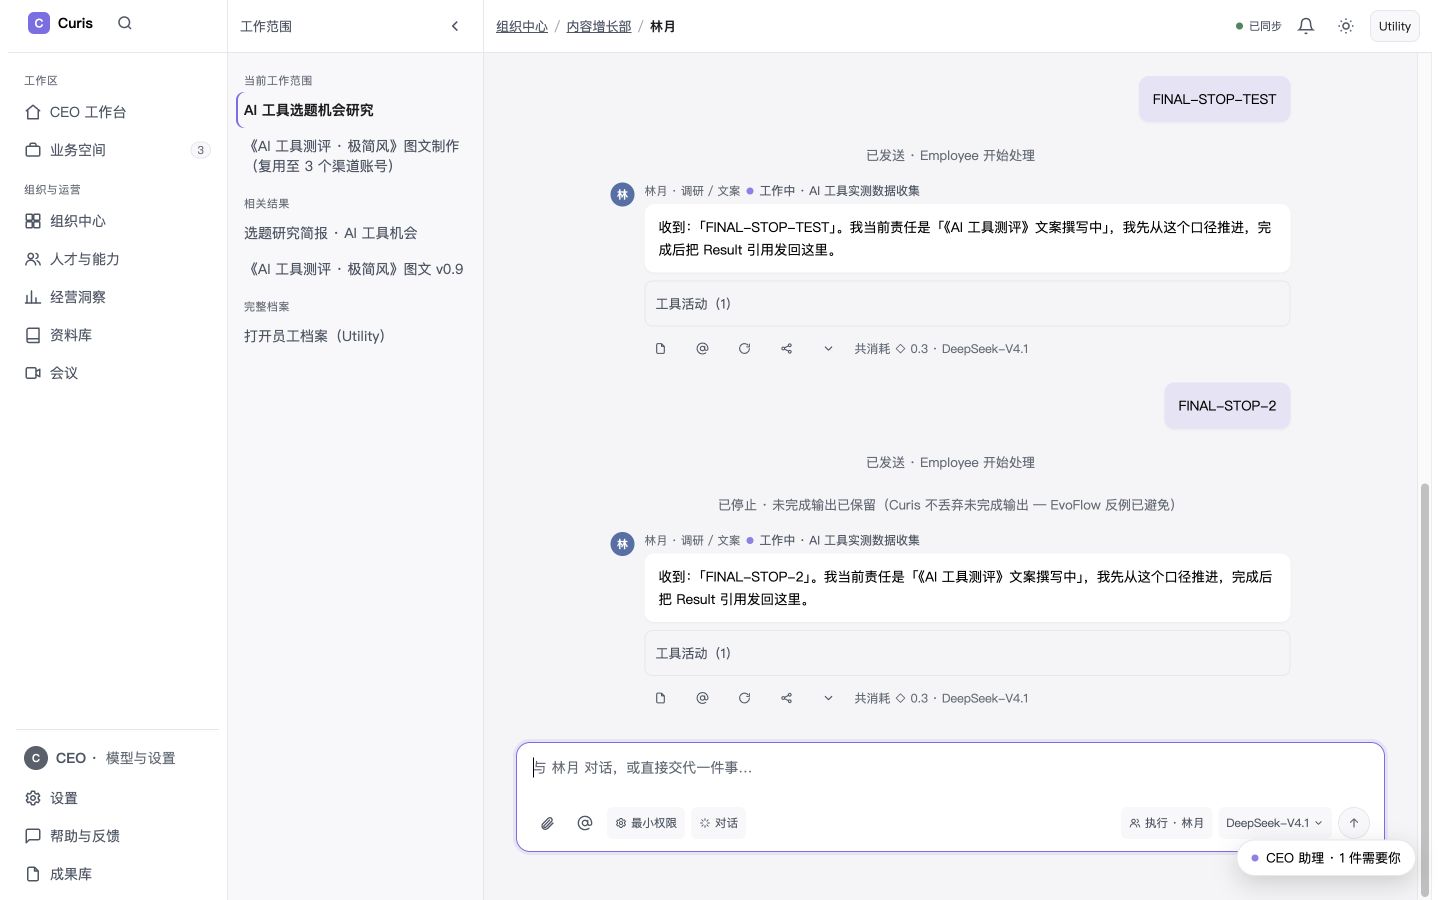 C Curis
工作区
CEO 工作台
业务空间 3
组织与运营
组织中心
人才与能力
经营洞察
资料库
会议
C CEO · 模型与设置
设置
帮助与反馈
成果库
工作范围
当前工作范围
AI 工具选题机会研究
《AI 工具测评 · 极简风》图文制作
（复用至 3 个渠道账号）
相关结果
选题研究简报 · AI 工具机会
《AI 工具测评 · 极简风》图文 v0.9
完整档案
打开员工档案（Utility）
组织中心 / 内容增长部 / 林月
已同步
Utility
FINAL-STOP-TEST
已发送 · Employee 开始处理
林 林月 · 调研 / 文案 工作中 · AI 工具实测数据收集
收到：「FINAL-STOP-TEST」。我当前责任是「《AI 工具测评》文案撰写中」，我先从这个口径推进，完
成后把 Result 引用发回这里。
工具活动（1）
共消耗 ◇ 0.3 · DeepSeek-V4.1
FINAL-STOP-2
已发送 · Employee 开始处理
已停止 · 未完成输出已保留（Curis 不丢弃未完成输出 — EvoFlow 反例已避免）
林 林月 · 调研 / 文案 工作中 · AI 工具实测数据收集
收到：「FINAL-STOP-2」。我当前责任是「《AI 工具测评》文案撰写中」，我先从这个口径推进，完成后
把 Result 引用发回这里。
工具活动（1）
共消耗 ◇ 0.3 · DeepSeek-V4.1
与 林月 对话，或直接交代一件事…
最小权限
对话
执行 · 林月
DeepSeek-V4.1
CEO 助理 · 1 件需要你